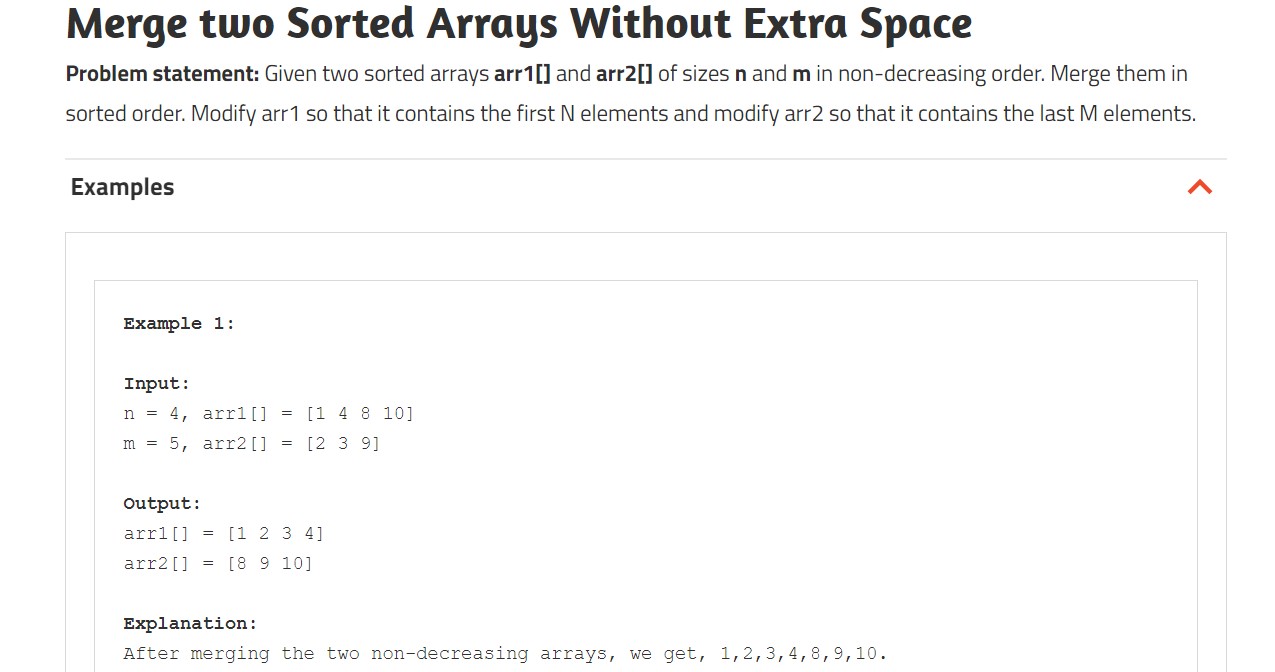 Merge two Sorted Arrays Without Extra Space
Problem statement: Given two sorted arrays arr1[] and arr2[] of sizes n and m in non-decreasing order. Merge them in
sorted order. Modify arr1 so that it contains the first N elements and modify arr2 so that it contains the last M elements.
Examples
Example 1:
Input:
n = 4, arr1[] = [1 4 8 10]
m = 5, arr2[] = [2 3 9]
Output:
arr1[] = [1 2 3 4]
arr2[] = [8 9 10]
Explanation:
After merging the two non-decreasing arrays, we get, 1,2,3,4,8,9,10.